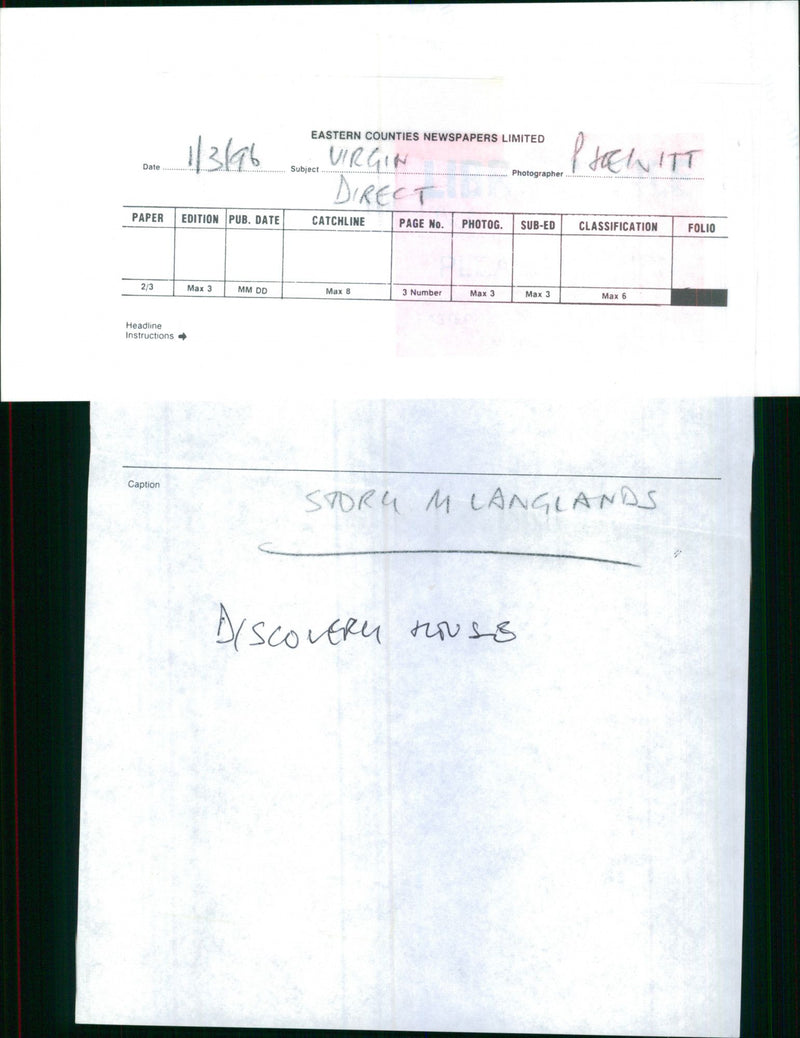 EASTERN COUNTIES NEWSPAPERS LIMITED
Date 1/3/96 Subject VIRGIN DIRECT Photographer P HEWITT
PAPER EDITION PUB. DATE CATCHLINE PAGE No. PHOTOG. SUB-ED CLASSIFICATION FOLIO
2/3 Max 3 MM DD Max 8 3 Number Max 3 Max 3 Max 6
Headline
Instructions
Caption
STORY M LANGLANDS
DISCOVERY HOUSE